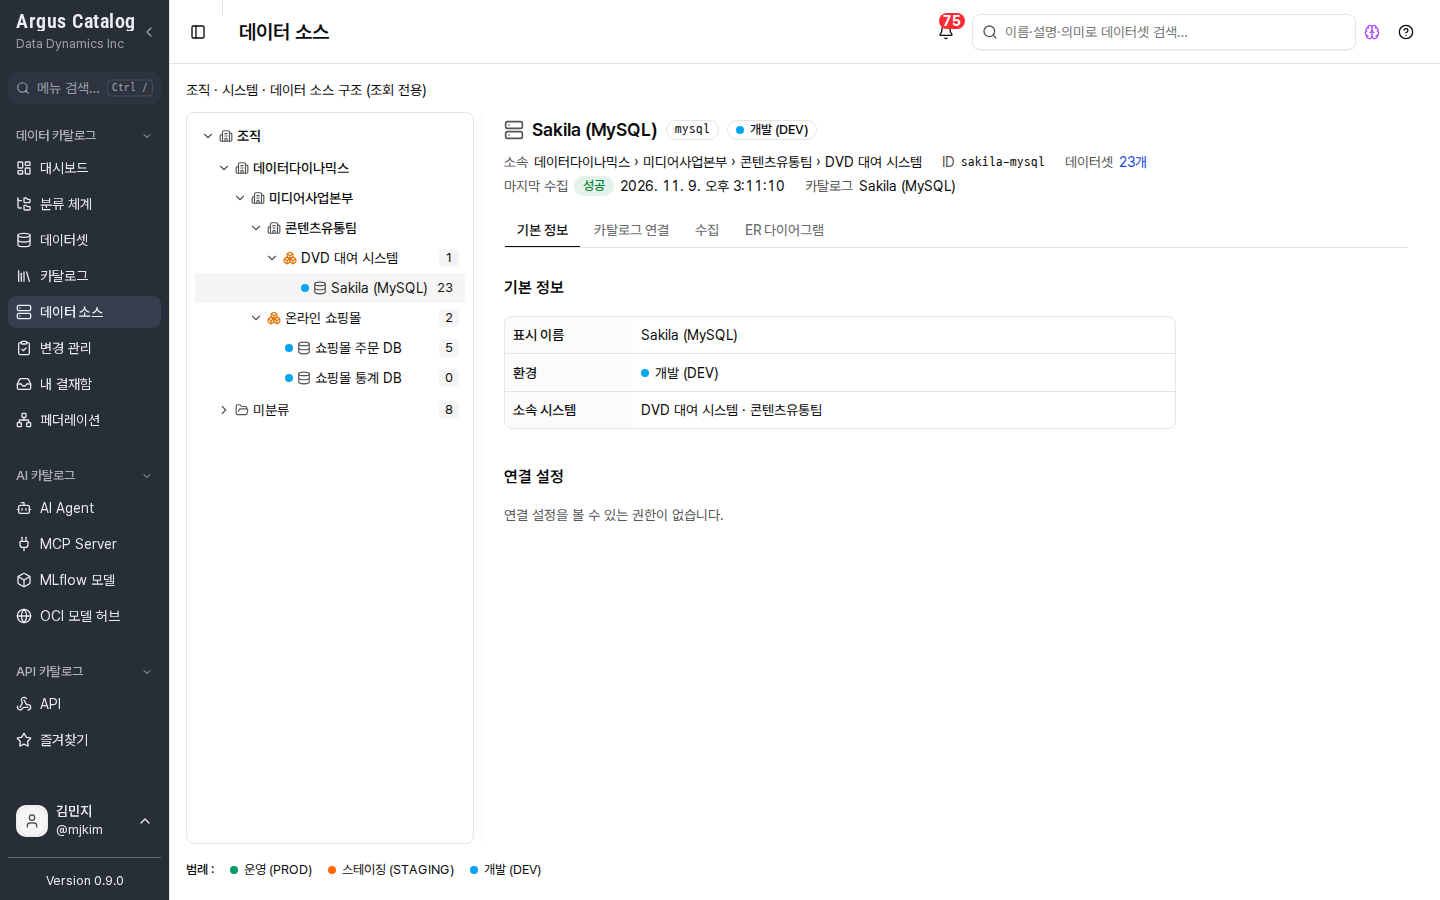 Argus Catalog
Data Dynamics Inc
메뉴 검색... Ctrl /
데이터 카탈로그
대시보드
분류 체계
데이터셋
카탈로그
데이터 소스
변경 관리
내 결재함
페더레이션
AI 카탈로그
AI Agent
MCP Server
MLflow 모델
OCI 모델 허브
API 카탈로그
API
즐겨찾기
김민지
@mjkim
Version 0.9.0
데이터 소스
75
이름·설명·의미로 데이터셋 검색...
조직 · 시스템 · 데이터 소스 구조 (조회 전용)
조직
데이터다이나믹스
미디어사업본부
콘텐츠유통팀
DVD 대여 시스템 1
Sakila (MySQL) 23
온라인 쇼핑몰 2
쇼핑몰 주문 DB 5
쇼핑몰 통계 DB 0
미분류 8
Sakila (MySQL) mysql 개발 (DEV)
소속 데이터다이나믹스 › 미디어사업본부 › 콘텐츠유통팀 › DVD 대여 시스템 ID sakila-mysql 데이터셋 23개
마지막 수집 성공 2026. 11. 9. 오후 3:11:10 카탈로그 Sakila (MySQL)
기본 정보 카탈로그 연결 수집 ER 다이어그램
기본 정보
표시 이름 Sakila (MySQL)
환경 개발 (DEV)
소속 시스템 DVD 대여 시스템 · 콘텐츠유통팀
연결 설정
연결 설정을 볼 수 있는 권한이 없습니다.
범례 : 운영 (PROD) 스테이징 (STAGING) 개발 (DEV)